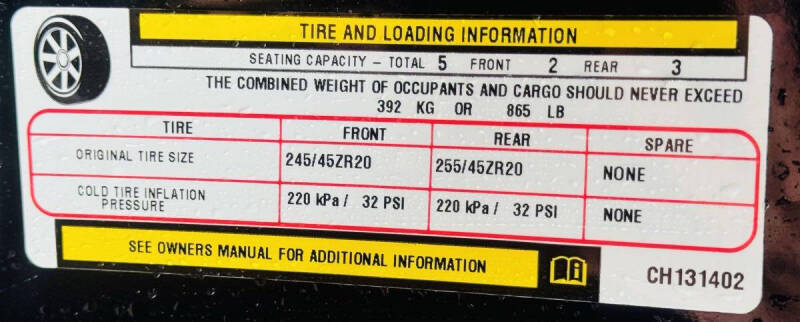 TIRE AND LOADING INFORMATION
SEATING CAPACITY – TOTAL 5 FRONT 2 REAR 3
THE COMBINED WEIGHT OF OCCUPANTS AND CARGO SHOULD NEVER EXCEED
392 KG OR 865 LB
TIRE FRONT REAR SPARE
ORIGINAL TIRE SIZE 245/45ZR20 255/45ZR20 NONE
COLD TIRE INFLATION
PRESSURE 220 kPa / 32 PSI 220 kPa / 32 PSI NONE
SEE OWNERS MANUAL FOR ADDITIONAL INFORMATION
CH131402